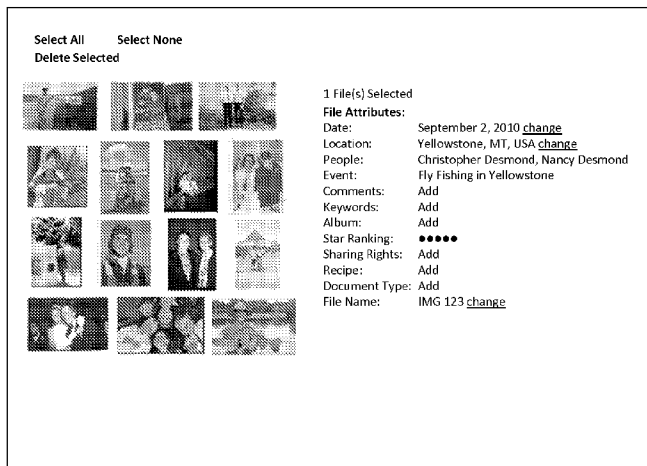 Select All Select None
Delete Selected
1 File(s) Selected
File Attributes:
Date: September 2, 2010 change
Location: Yellowstone, MT, USA change
People: Christopher Desmond, Nancy Desmond
Event: Fly Fishing in Yellowstone
Comments: Add
Keywords: Add
Album: Add
Star Ranking: ●●●●●
Sharing Rights: Add
Recipe: Add
Document Type: Add
File Name: IMG 123 change